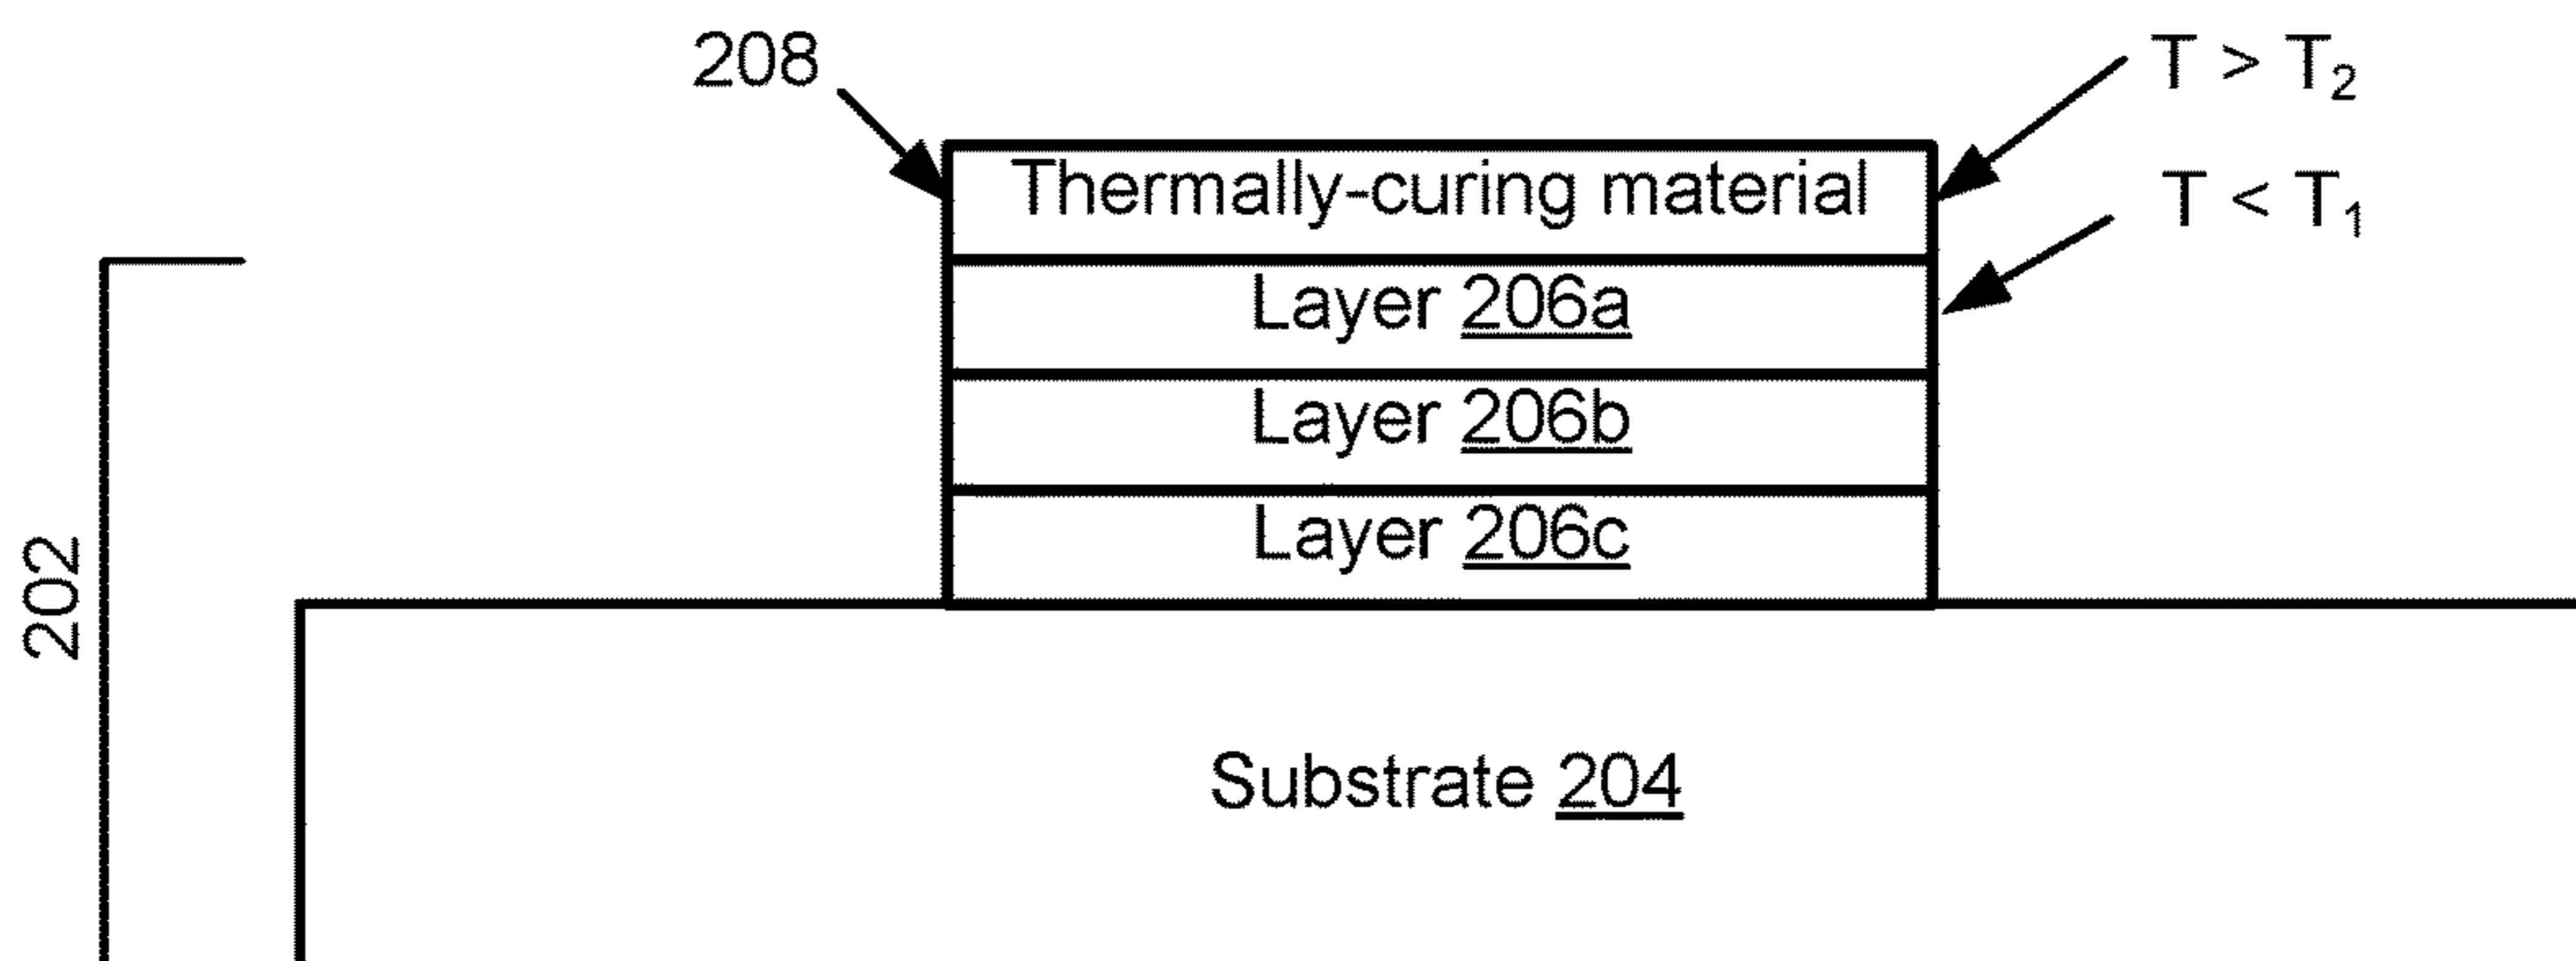 208
T > T₂
Thermally-curing material
T < T₁
Layer 206a
Layer 206b
Layer 206c
202
Substrate 204